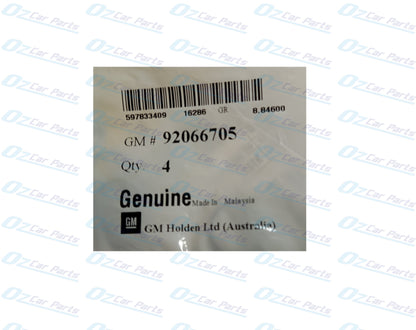 597833409 16286 GR 8.84600
GM # 92066705
Qty. 4
Genuine Made In Malaysia
GM
GM Holden Ltd (Australia)
Oz Car Parts